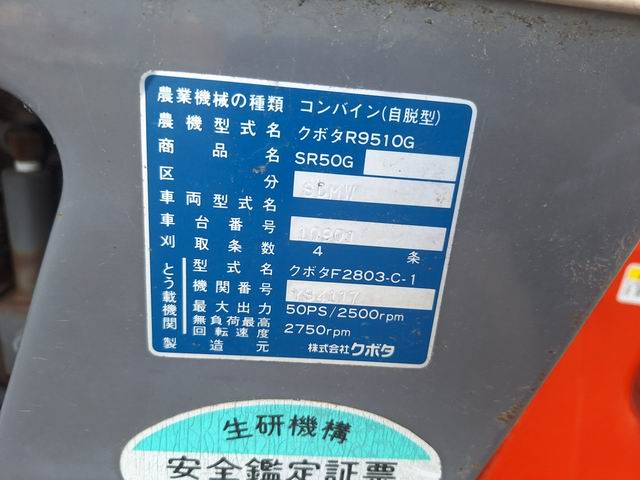 農業機械の種類 コンバイン(自脱型)
農機型式名 クボタR9510G
商品名 SR50G
区分
車両型式名
車台番号 10901
刈取条数 4 条
とう載機関
型式名 クボタF2803-C-1
機関番号
最大出力 50PS/2500rpm
無負荷最高回転速度 2750rpm
製造元 株式会社クボタ
生研機構
安全鑑定証票